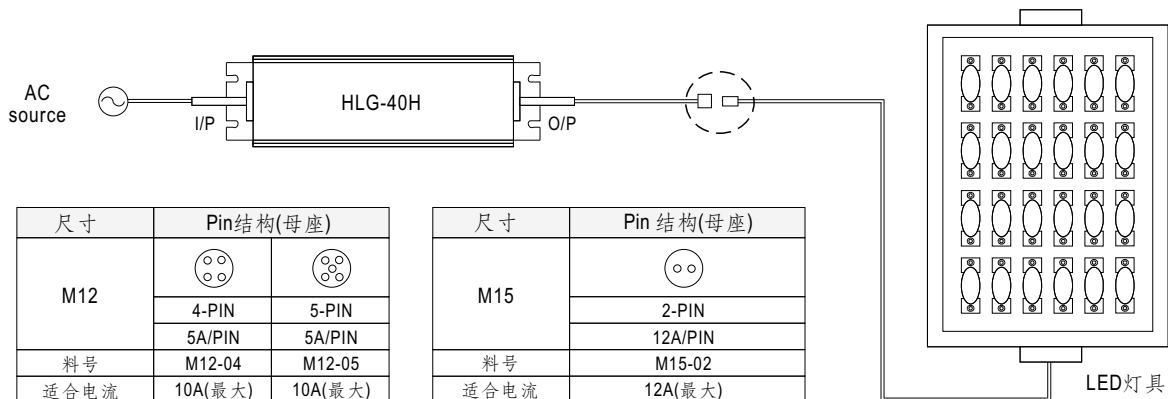 AC
source
I/P
HLG-40H
O/P
尺寸 Pin结构(母座)
M12
4-PIN 5-PIN
5A/PIN 5A/PIN
料号 M12-04 M12-05
适合电流 10A(最大) 10A(最大)
尺寸 Pin 结构(母座)
M15
2-PIN
12A/PIN
料号 M15-02
适合电流 12A(最大)
LED灯具